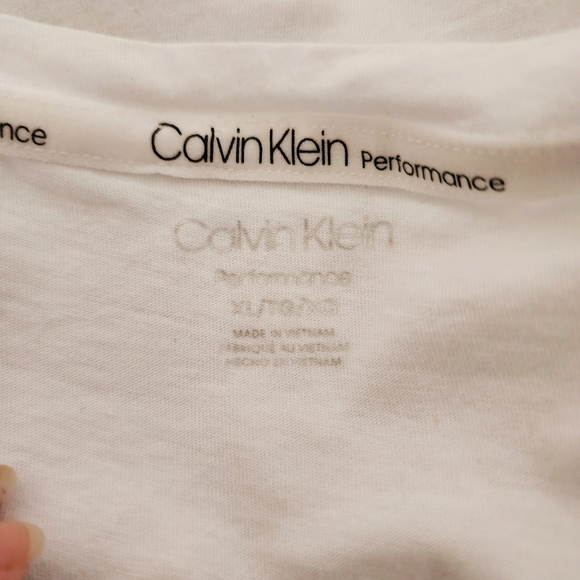 nce Calvin Klein Performance
Calvin Klein
Performance
XL/TG/XG
MADE IN VIETNAM
FABRIQUÉ AU VIETNAM
HECHO EN VIETNAM